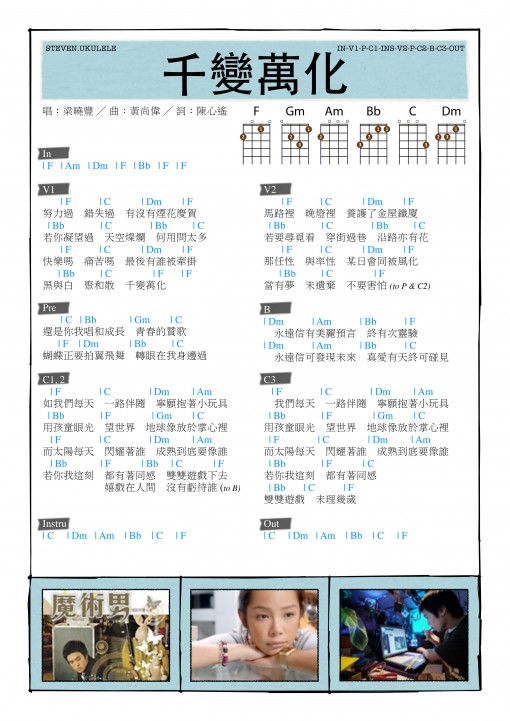 STEVEN.UKULELE
IN-V1-P-C1-INS-V2-P-C2-B-C3-OUT
千變萬化
唱：梁曉豐 ／ 曲：黃尚偉 ／ 詞：陳心遙
F Gm Am Bb C Dm
In
|F |Am |Dm |F |Bb |F |C
V1
|F |C |Dm |F
努力過 錯失過 有沒有煙花慶賀
|Bb |C |Bb |C
若你凝望過 天空燦爛 何用問太多
|F |C |Dm |F
快樂嗎 痛苦嗎 最後有誰被牽掛
|Bb |C |F |F
黑與白 聚和散 千變萬化
Pre
|C |Bb |Gm |C
還是你我唱和成長 青春的贊歌
|F |Dm |Bb |C
蝴蝶正要拍翼飛舞 轉眼在我身邊過
C1, 2
|F |C |Dm |Am
如我們每天 一路伴隨 寧願抱著小玩具
|Bb |F |Gm |C
用孩童眼光 望世界 地球像放於掌心裡
|F |C |Dm |Am
而太陽每天 閃耀著誰 成熟到底要像誰
|Bb |F |Bb |C |F
若你我這刻 都有著同感 雙雙遊戲下去
嬉戲在人間 沒有虧待誰 (to B)
Instru
|C |Dm |Am |Bb |C |F
V2
|F |C |Dm |F
馬路裡 晚燈裡 養護了金屋鐵廈
|Bb |C |Bb |C
若要尋覓看 穿街過巷 沿路亦有花
|F |C |Dm |F
那任性 與率性 某日會同被風化
|Bb |C |F
當有夢 未遺棄 不要害怕 (to P & C2)
B
|Dm |Am |Bb |F
永遠信有美麗預言 終有次靈驗
|Dm |Am |Bb |C
永遠信可發現未來 真愛有天終可碰見
C3
|F |C |Dm |Am
我們每天 一路伴隨 寧願抱著小玩具
|Bb |F |Gm |C
用孩童眼光 望世界 地球像放於掌心裡
|F |C |Dm |Am
而太陽每天 閃耀著誰 成熟到底要像誰
|Bb |F |C
若你我這刻 都有著同感
|Bb |C |F
雙雙遊戲 未理幾歲
Out
|C |Dm |Am |Bb |C |F
魔術男